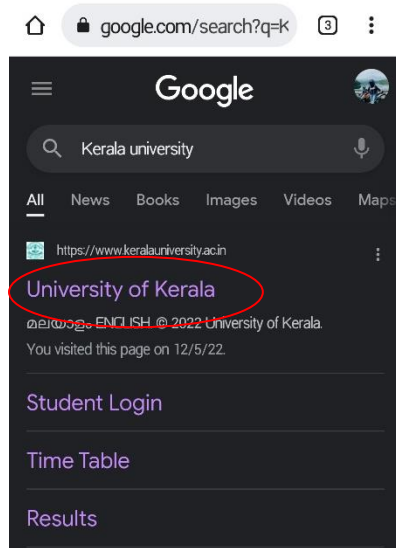 google.com/search?q=K
3
Google
Kerala university
All News Books Images Videos Maps
https://www.keralauniversity.ac.in
University of Kerala
മലയാളം ENGLISH. © 2022 University of Kerala.
You visited this page on 12/5/22.
Student Login
Time Table
Results